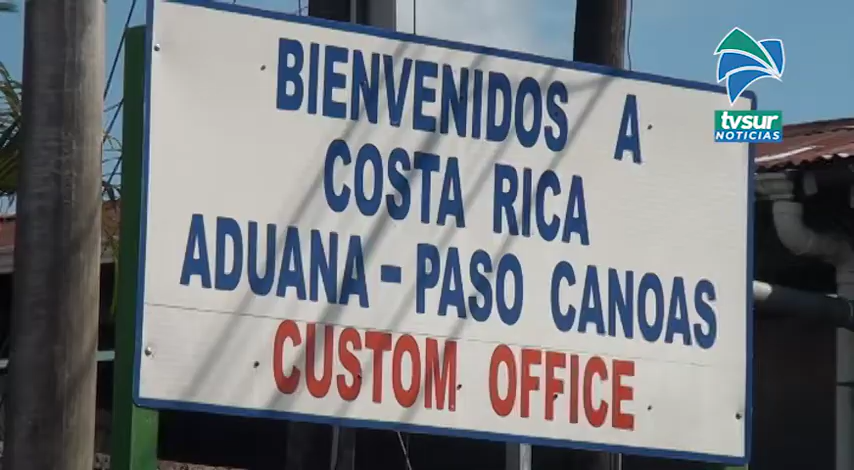 BIENVENIDOS A
COSTA RICA
ADUANA – PASO CANOAS
CUSTOM OFFICE
tvsur
NOTICIAS